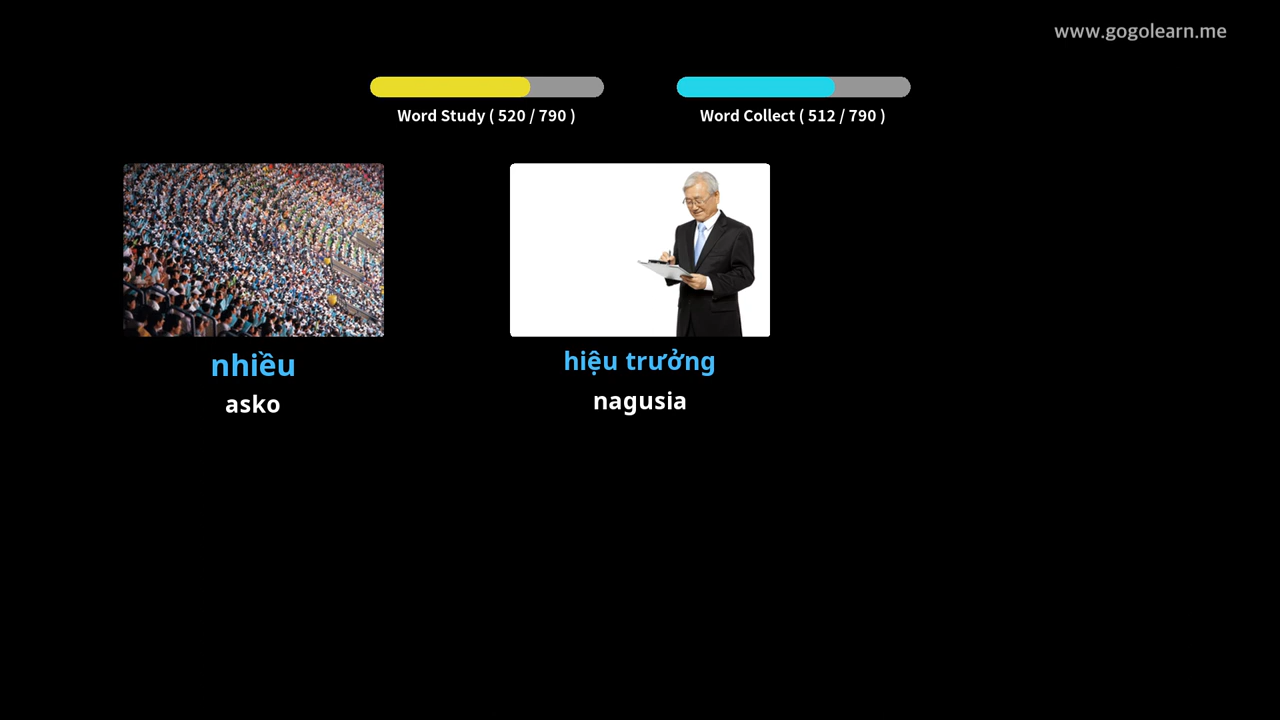 www.gogolearn.me
Word Study ( 520 / 790 )
Word Collect ( 512 / 790 )
nhiều
asko
hiệu trưởng
nagusia